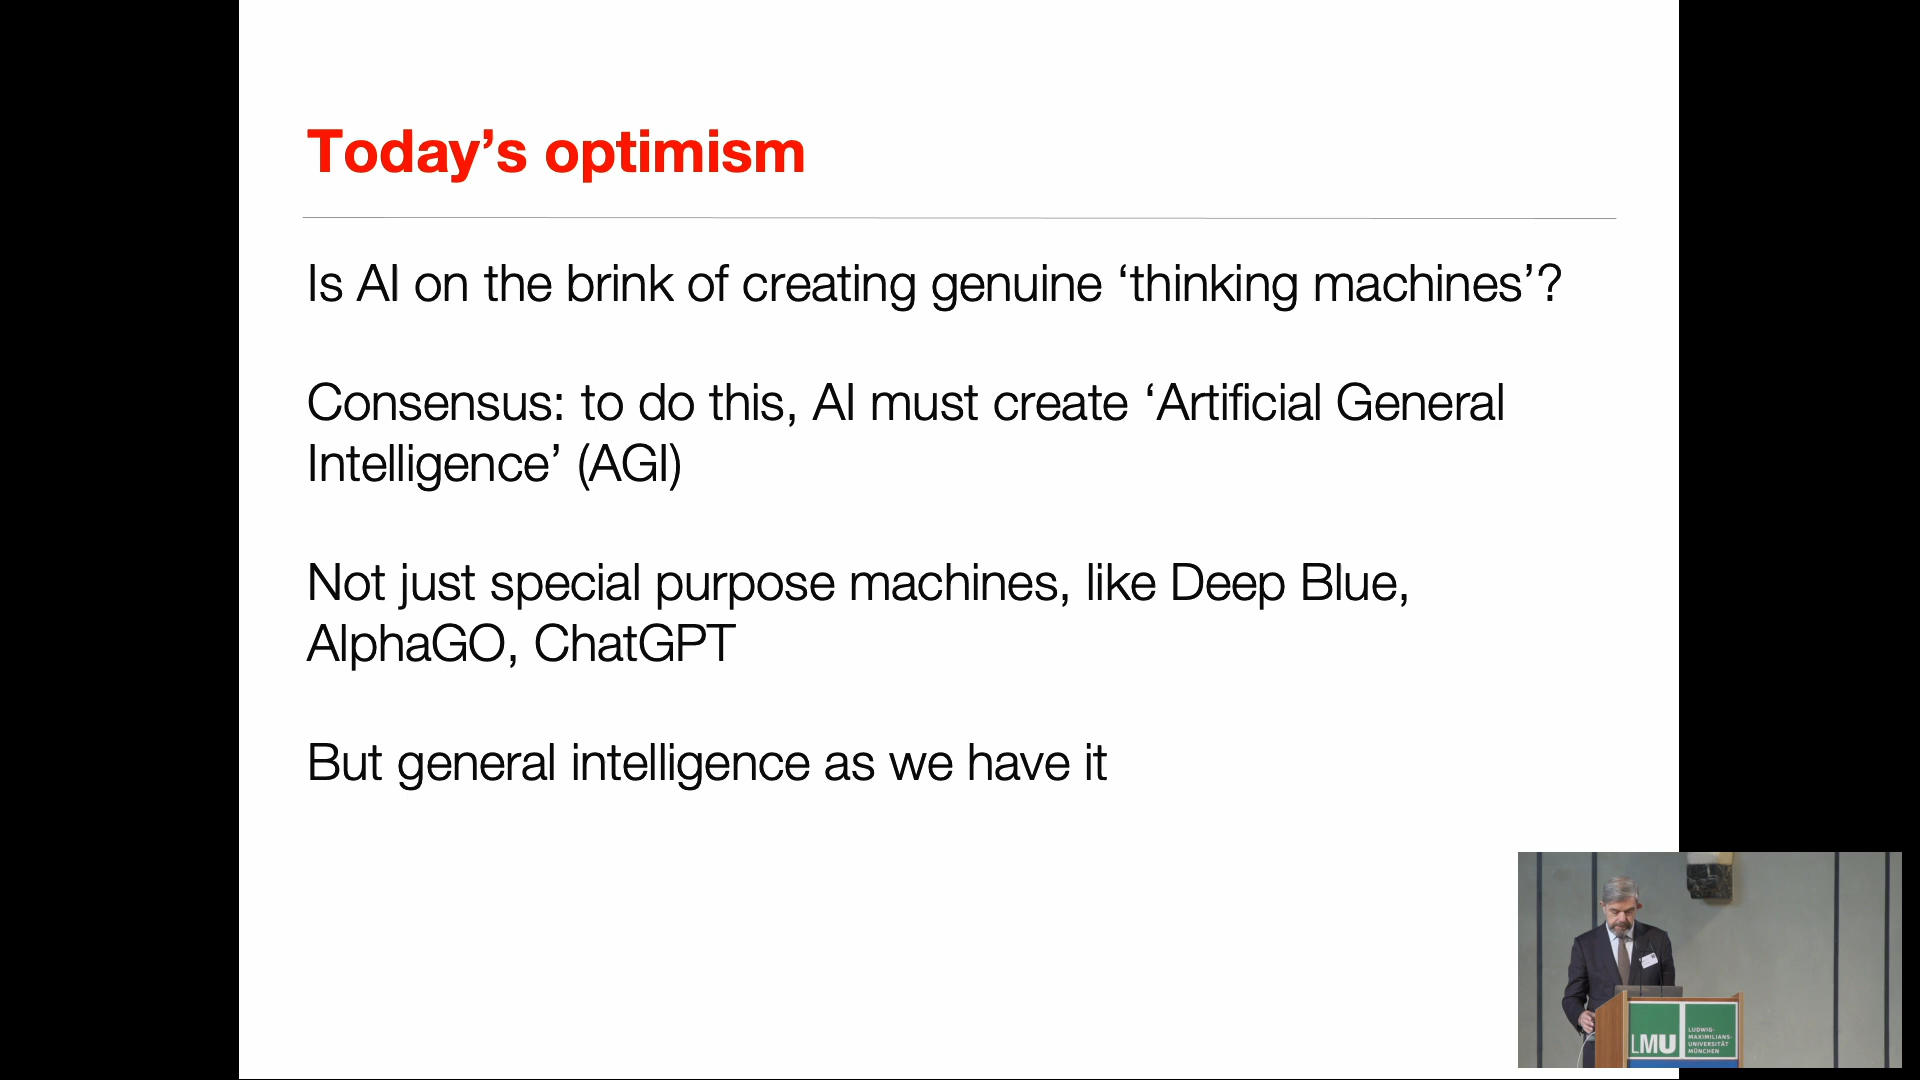 Today’s optimism
Is AI on the brink of creating genuine ‘thinking machines’?
Consensus: to do this, AI must create ‘Artificial General
Intelligence’ (AGI)
Not just special purpose machines, like Deep Blue,
AlphaGO, ChatGPT
But general intelligence as we have it
LMU
LUDWIG-
MAXIMILIANS-
UNIVERSITÄT
MÜNCHEN